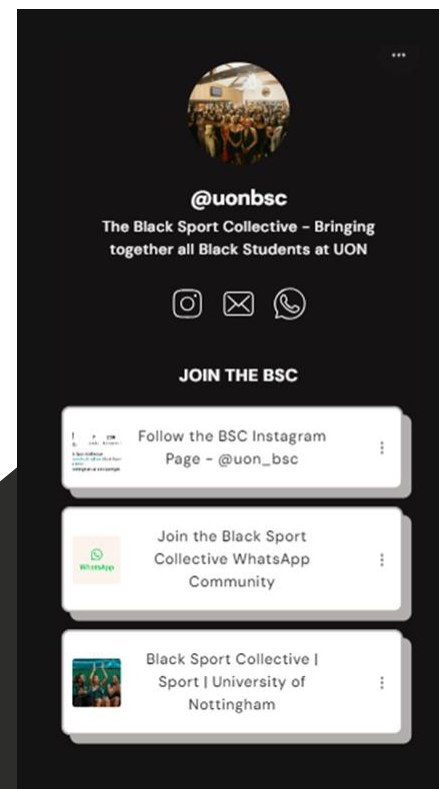 @uonbsc
The Black Sport Collective – Bringing
together all Black Students at UON
JOIN THE BSC
Follow the BSC Instagram
Page - @uon_bsc
WhatsApp
Join the Black Sport
Collective WhatsApp
Community
Black Sport Collective |
Sport | University of
Nottingham